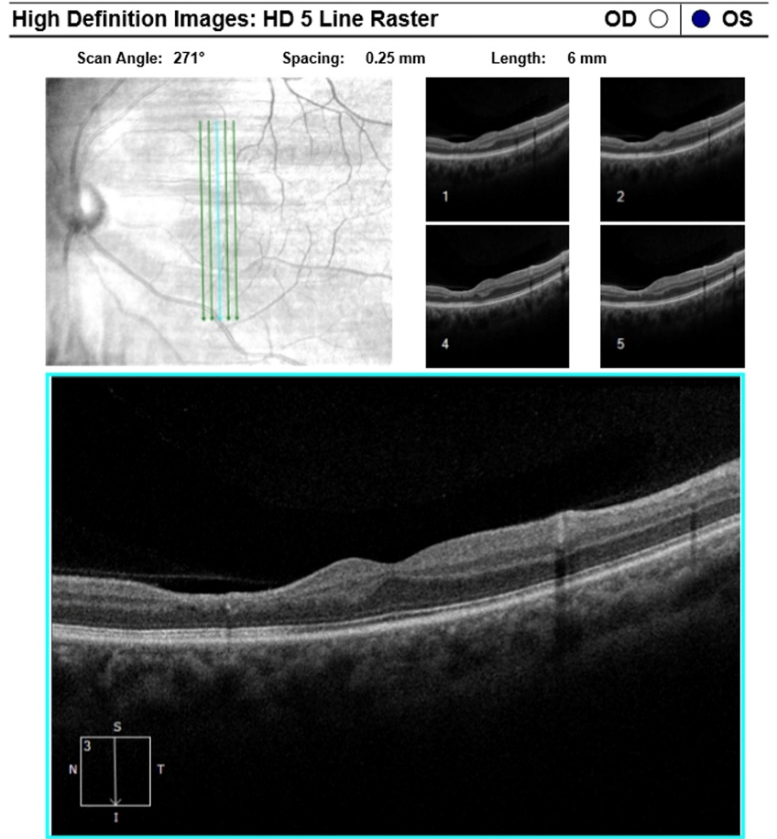 High Definition Images: HD 5 Line Raster OD OS
Scan Angle: 271° Spacing: 0.25 mm Length: 6 mm
1 2
4 5
S
3
N T
I